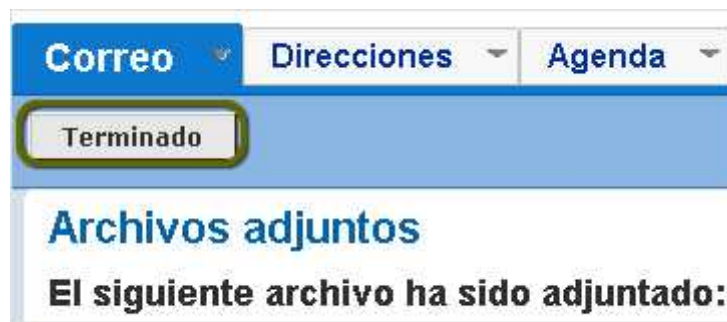 Correo Direcciones Agenda
Terminado
Archivos adjuntos
El siguiente archivo ha sido adjuntado: